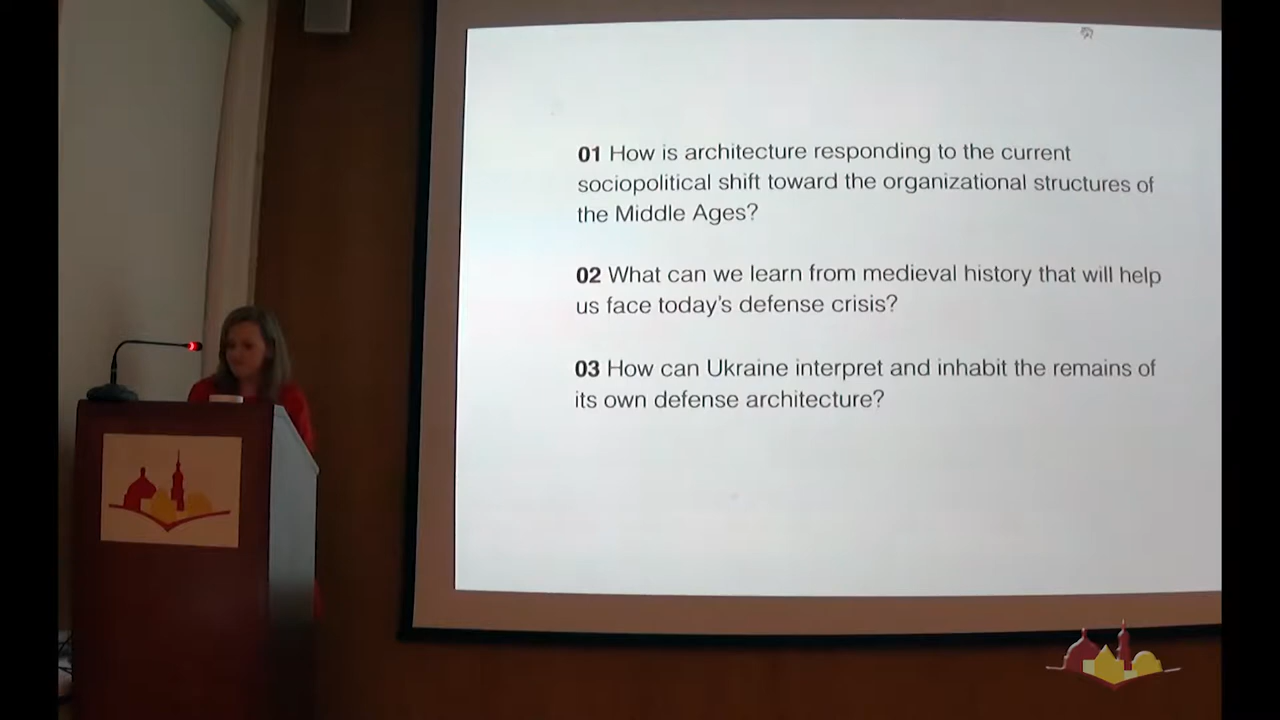 01 How is architecture responding to the current
sociopolitical shift toward the organizational structures of
the Middle Ages?
02 What can we learn from medieval history that will help
us face today's defense crisis?
03 How can Ukraine interpret and inhabit the remains of
its own defense architecture?